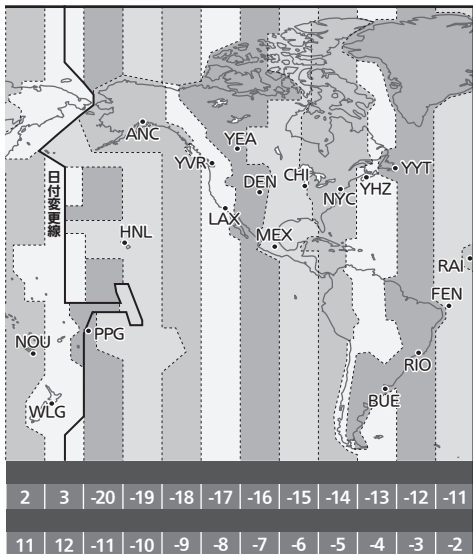 ANC
YEA
YVR
YYT
DEN
CHI
NYC
YHZ
日付変更線
LAX
HNL
MEX
RAI
FEN
PPG
NOU
RIO
BUE
WLG
2 3 -20 -19 -18 -17 -16 -15 -14 -13 -12 -11
11 12 -11 -10 -9 -8 -7 -6 -5 -4 -3 -2